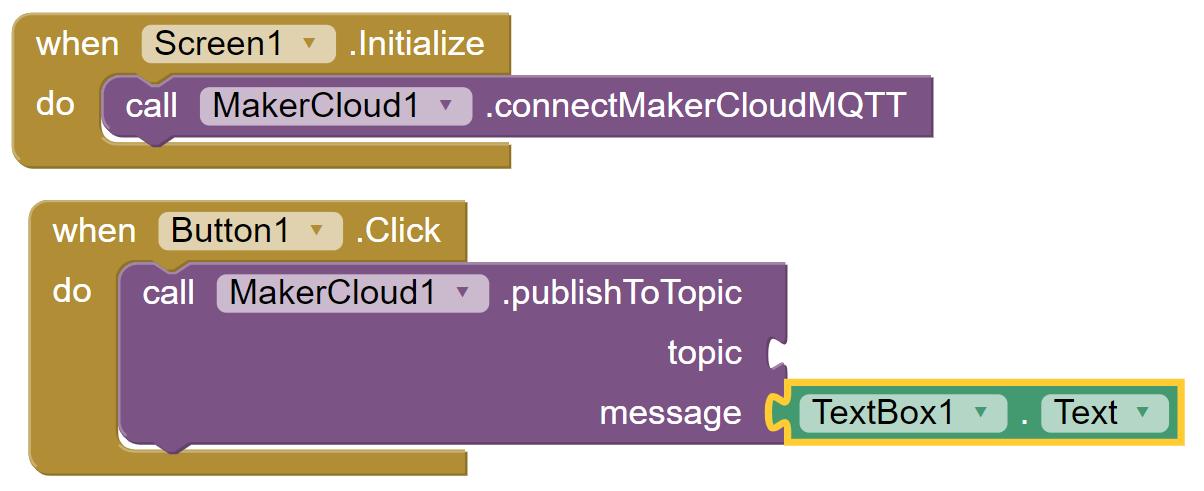 when Screen1 .Initialize
do call MakerCloud1 .connectMakerCloudMQTT
when Button1 .Click
do call MakerCloud1 .publishToTopic
topic
message TextBox1 . Text